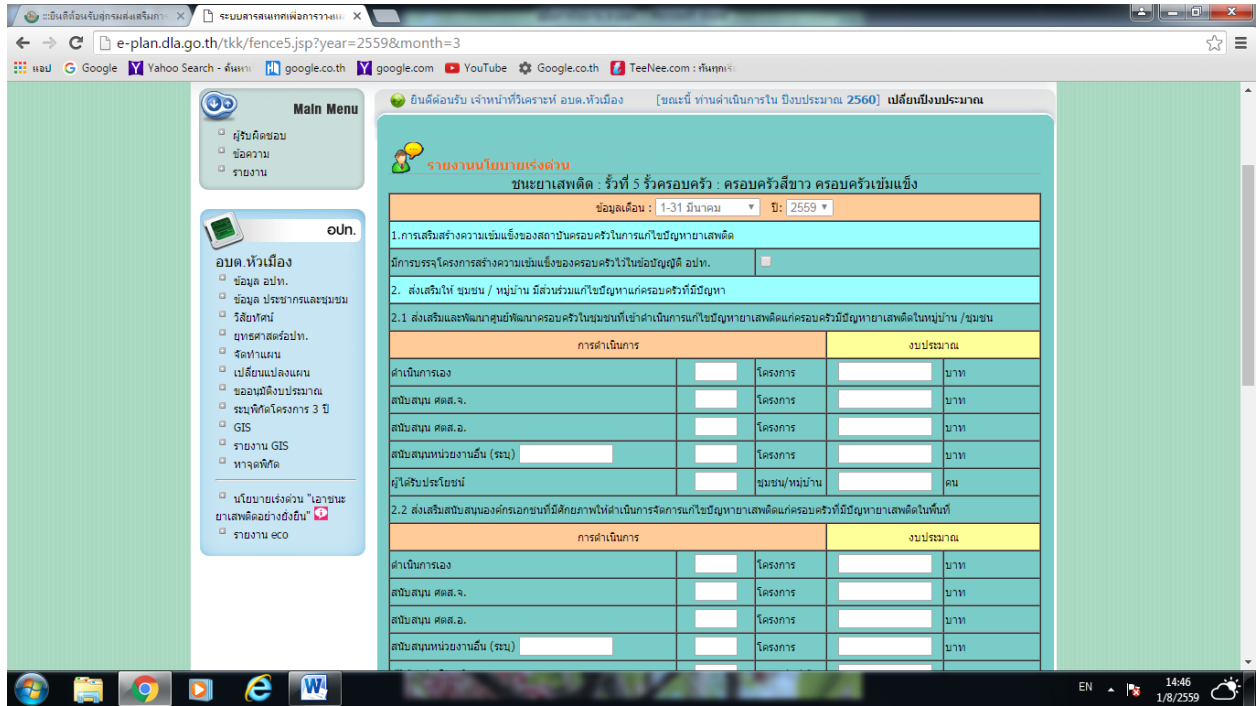 :::ยินดีต้อนรับสู่กรมส่งเสริมการ
ระบบสารสนเทศเพื่อการวางแผ
e-plan.dla.go.th/tkk/fence5.jsp?year=2559&month=3
แอป Google Yahoo Search - ค้นหา google.co.th google.com YouTube Google.co.th TeeNee.com : ทันทุกเรื่
Main Menu
ผู้รับผิดชอบ
ข้อความ
รายงาน
อปท.
อบต.หัวเมือง
ข้อมูล อปท.
ข้อมูล ประชากรและชุมชม
วิสัยทัศน์
ยุทธศาสตร์อปท.
จัดทำแผน
เปลี่ยนแปลงแผน
ขออนุมัติงบประมาณ
ระบุพิกัดโครงการ 3 ปี
GIS
รายงาน GIS
หาจุดพิกัด
นโยบายเร่งด่วน "เอาชนะ
ยาเสพติดอย่างยั่งยืน"
รายงาน eco
ยินดีต้อนรับ เจ้าหน้าที่วิเคราะห์ อบต.หัวเมือง [ขณะนี้ ท่านดำเนินการใน ปีงบประมาณ 2560] เปลี่ยนปีงบประมาณ
รายงานนโยบายเร่งด่วน
ชนะยาเสพติด : รั้วที่ 5 รั้วครอบครัว : ครอบครัวสีขาว ครอบครัวเข้มแข็ง
ข้อมูลเดือน : 1-31 มีนาคม ปี: 2559
1.การเสริมสร้างความเข้มแข็งของสถาบันครอบครัวในการแก้ไขปัญหายาเสพติด
มีการบรรจุโครงการสร้างความเข้มแข็งของครอบครัวไว้ในข้อบัญญัติ อปท.
2. ส่งเสริมให้ ชุมชน / หมู่บ้าน มีส่วนร่วมแก้ไขปัญหาแก่ครอบครัวที่มีปัญหา
2.1 ส่งเสริมและพัฒนาศูนย์พัฒนาครอบครัวในชุมชนที่เข้าดำเนินการแก้ไขปัญหายาเสพติดแก่ครอบครัวมีปัญหายาเสพติดในหมู่บ้าน /ชุมชน
การดำเนินการ งบประมาณ
ดำเนินการเอง โครงการ บาท
สนับสนุน ศตส.จ. โครงการ บาท
สนับสนุน ศตส.อ. โครงการ บาท
สนับสนุนหน่วยงานอื่น (ระบุ) โครงการ บาท
ผู้ได้รับประโยชน์ ชุมชน/หมู่บ้าน คน
2.2 ส่งเสริมสนับสนุนองค์กรเอกชนที่มีศักยภาพให้ดำเนินการจัดการแก้ไขปัญหายาเสพติดแก่ครอบครัวที่มีปัญหายาเสพติดในพื้นที่
การดำเนินการ งบประมาณ
ดำเนินการเอง โครงการ บาท
สนับสนุน ศตส.จ. โครงการ บาท
สนับสนุน ศตส.อ. โครงการ บาท
สนับสนุนหน่วยงานอื่น (ระบุ) โครงการ บาท
EN 14:46
1/8/2559